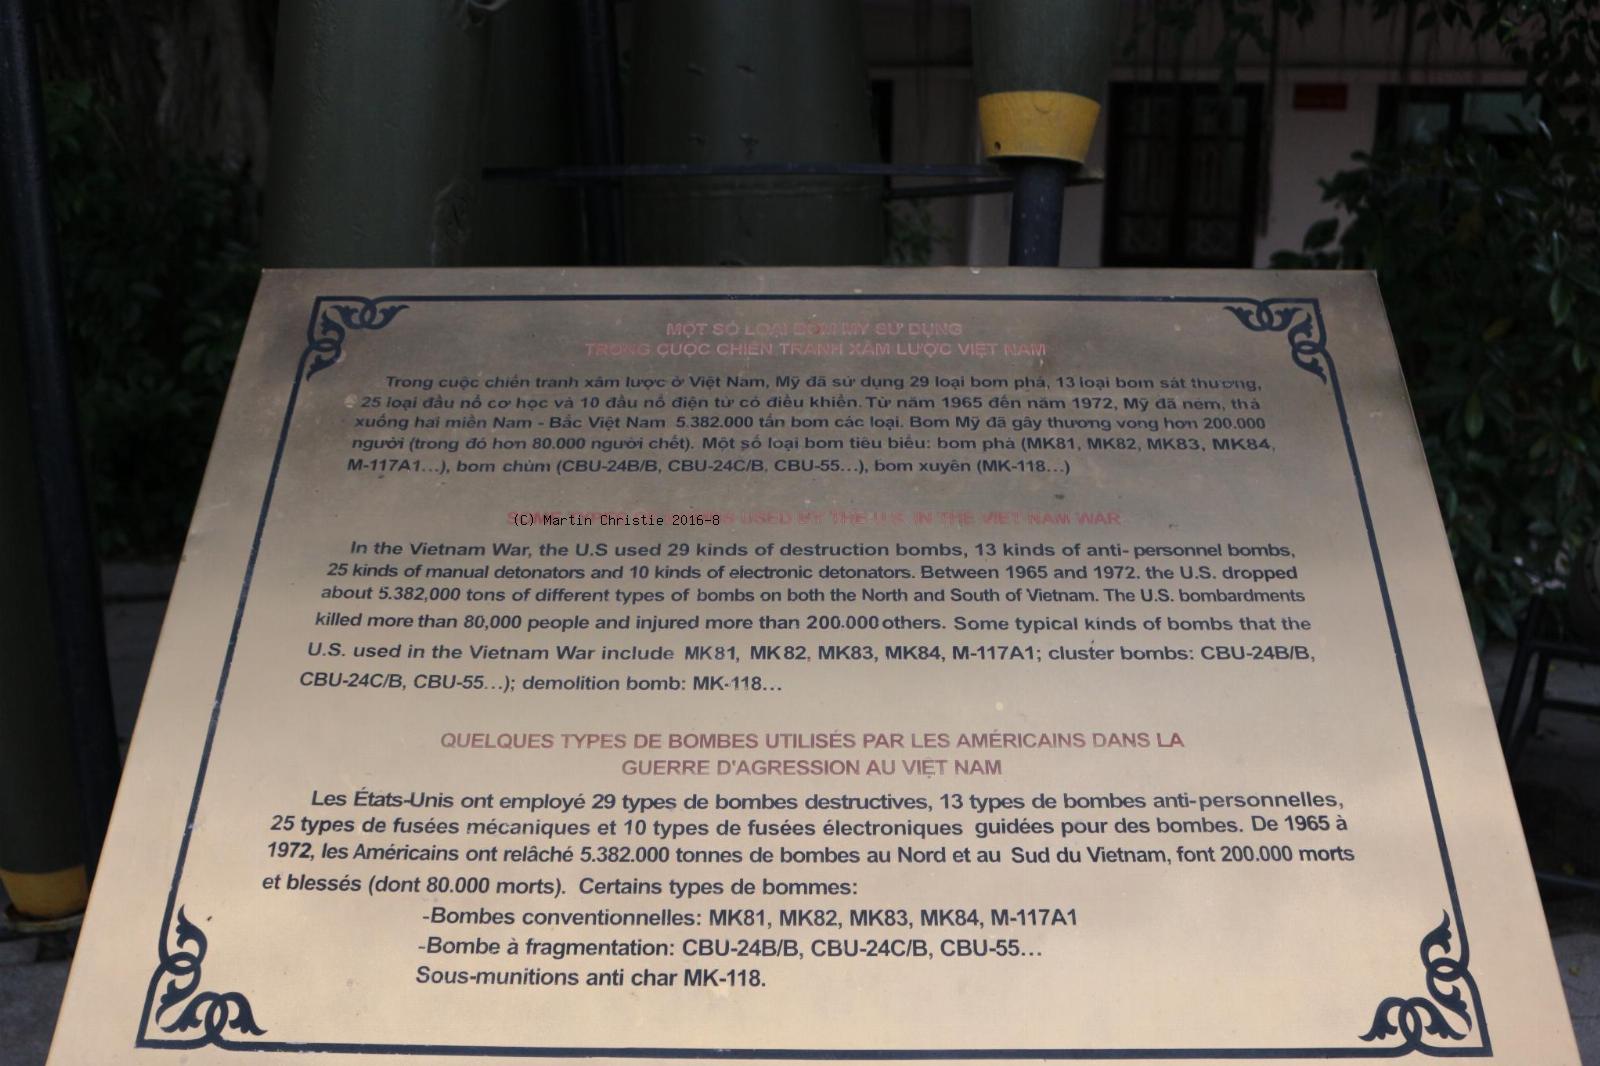 MỘT SỐ LOẠI BOM MỸ SỬ DỤNG
TRONG CUỘC CHIẾN TRANH XÂM LƯỢC VIỆT NAM
Trong cuộc chiến tranh xâm lược ở Việt Nam, Mỹ đã sử dụng 29 loại bom phá, 13 loại bom sát thương,
25 loại đầu nổ cơ học và 10 đầu nổ điện tử có điều khiển. Từ năm 1965 đến năm 1972, Mỹ đã ném, thả
xuống hai miền Nam - Bắc Việt Nam 5.382.000 tấn bom các loại. Bom Mỹ đã gây thương vong hơn 200.000
người (trong đó hơn 80.000 người chết). Một số loại bom tiêu biểu: bom phá (MK81, MK82, MK83, MK84,
M-117A1...), bom chùm (CBU-24B/B, CBU-24C/B, CBU-55...), bom xuyên (MK-118...)
SOME TYPES OF BOMBS USED BY THE U.S. IN THE VIET NAM WAR
(C) Martin Christie 2016-8
In the Vietnam War, the U.S used 29 kinds of destruction bombs, 13 kinds of anti- personnel bombs,
25 kinds of manual detonators and 10 kinds of electronic detonators. Between 1965 and 1972. the U.S. dropped
about 5.382,000 tons of different types of bombs on both the North and South of Vietnam. The U.S. bombardments
killed more than 80,000 people and injured more than 200.000 others. Some typical kinds of bombs that the
U.S. used in the Vietnam War include MK81, MK82, MK83, MK84, M-117A1; cluster bombs: CBU-24B/B,
CBU-24C/B, CBU-55...); demolition bomb: MK-118...
QUELQUES TYPES DE BOMBES UTILISÉS PAR LES AMÉRICAINS DANS LA
GUERRE D'AGRESSION AU VIỆT NAM
Les États-Unis ont employé 29 types de bombes destructives, 13 types de bombes anti-personnelles,
25 types de fusées mécaniques et 10 types de fusées électroniques guidées pour des bombes. De 1965 à
1972, les Américains ont relâché 5.382.000 tonnes de bombes au Nord et au Sud du Vietnam, font 200.000 morts
et blessés (dont 80.000 morts). Certains types de bommes:
-Bombes conventionnelles: MK81, MK82, MK83, MK84, M-117A1
-Bombe à fragmentation: CBU-24B/B, CBU-24C/B, CBU-55...
Sous-munitions anti char MK-118.